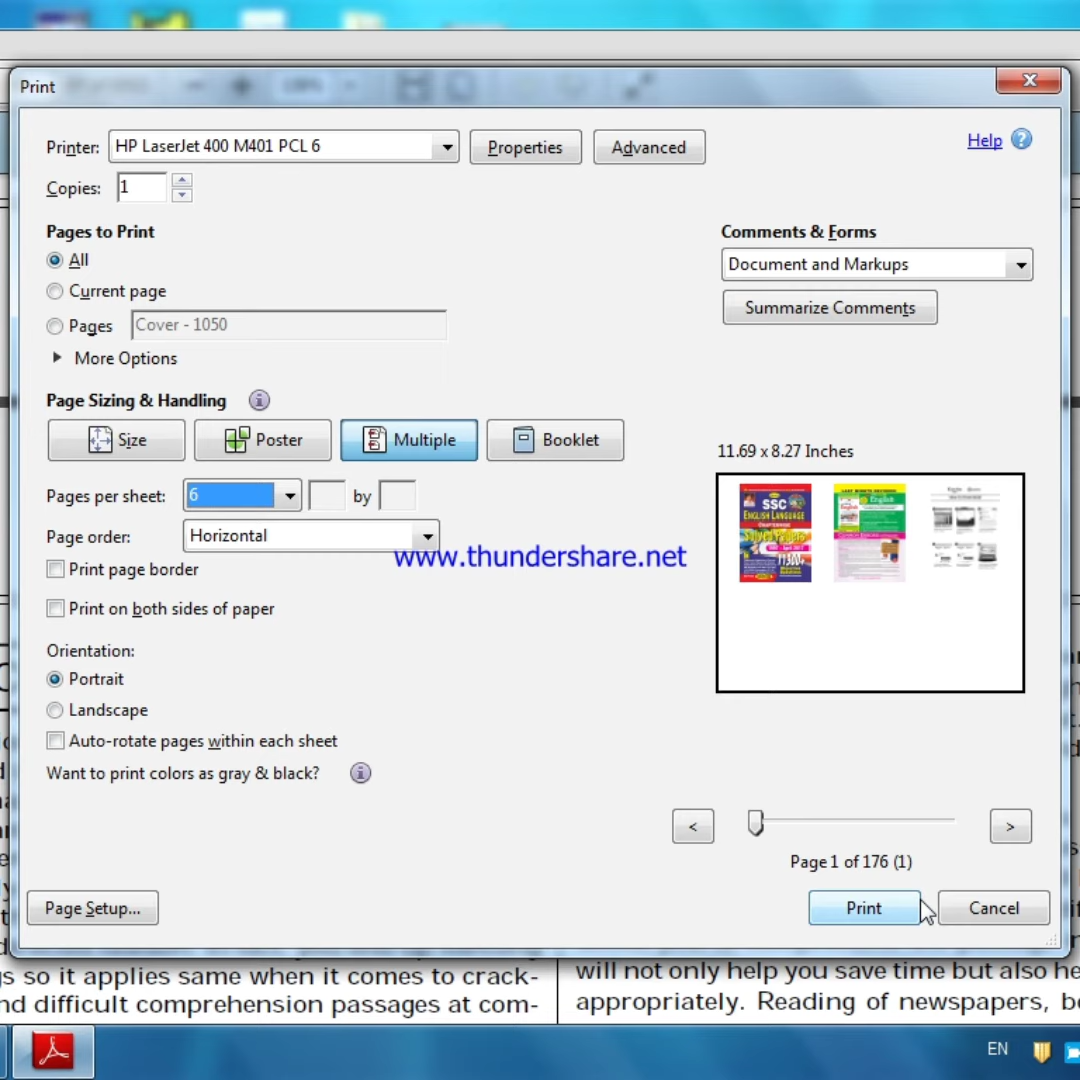 Print
Printer: HP LaserJet 400 M401 PCL 6 Properties Advanced Help
Copies: 1
Pages to Print
All
Current page
Pages Cover - 1050
More Options
Comments & Forms
Document and Markups
Summarize Comments
Page Sizing & Handling
Size Poster Multiple Booklet
Pages per sheet: 6 by
Page order: Horizontal
www.thundershare.net
Print page border
Print on both sides of paper
Orientation:
Portrait
Landscape
Auto-rotate pages within each sheet
Want to print colors as gray & black?
11.69 x 8.27 Inches
SSC
ENGLISH LANGUAGE
English
< >
Page 1 of 176 (1)
Page Setup... Print Cancel
so it applies same when it comes to crack-
difficult comprehension passages at com-
will not only help you save time but also
appropriately. Reading of newspapers,
EN